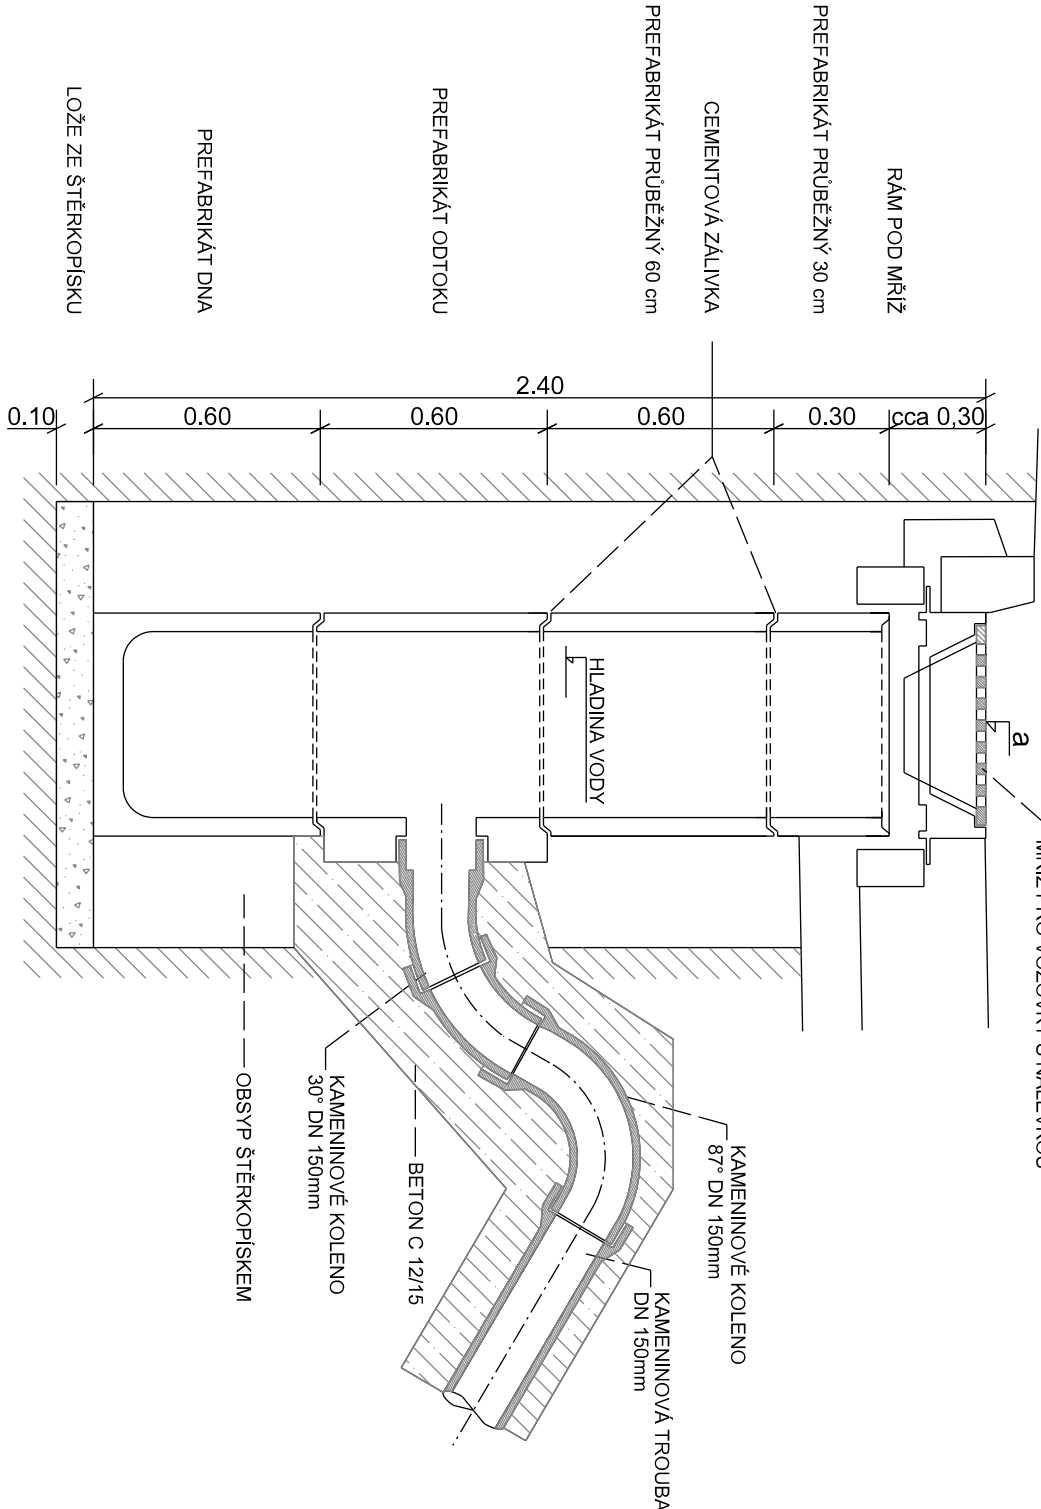 RÁM POD MŘÍŽ
PREFABRIKÁT PRŮBĚŽNÝ 30 cm
CEMENTOVÁ ZÁLIVKA
PREFABRIKÁT PRŮBĚŽNÝ 60 cm
PREFABRIKÁT ODTOKU
PREFABRIKÁT DNA
LOŽE ZE ŠTĚRKOPÍSKU
2.40
cca 0,30
0.30
0.60
0.60
0.60
0.10
a
HLADINA VODY
KAMENINOVÉ KOLENO
87° DN 150mm
KAMENINOVÁ TROUBA
DN 150mm
BETON C 12/15
KAMENINOVÉ KOLENO
30° DN 150mm
OBSYP ŠTĚRKOPÍSKEM